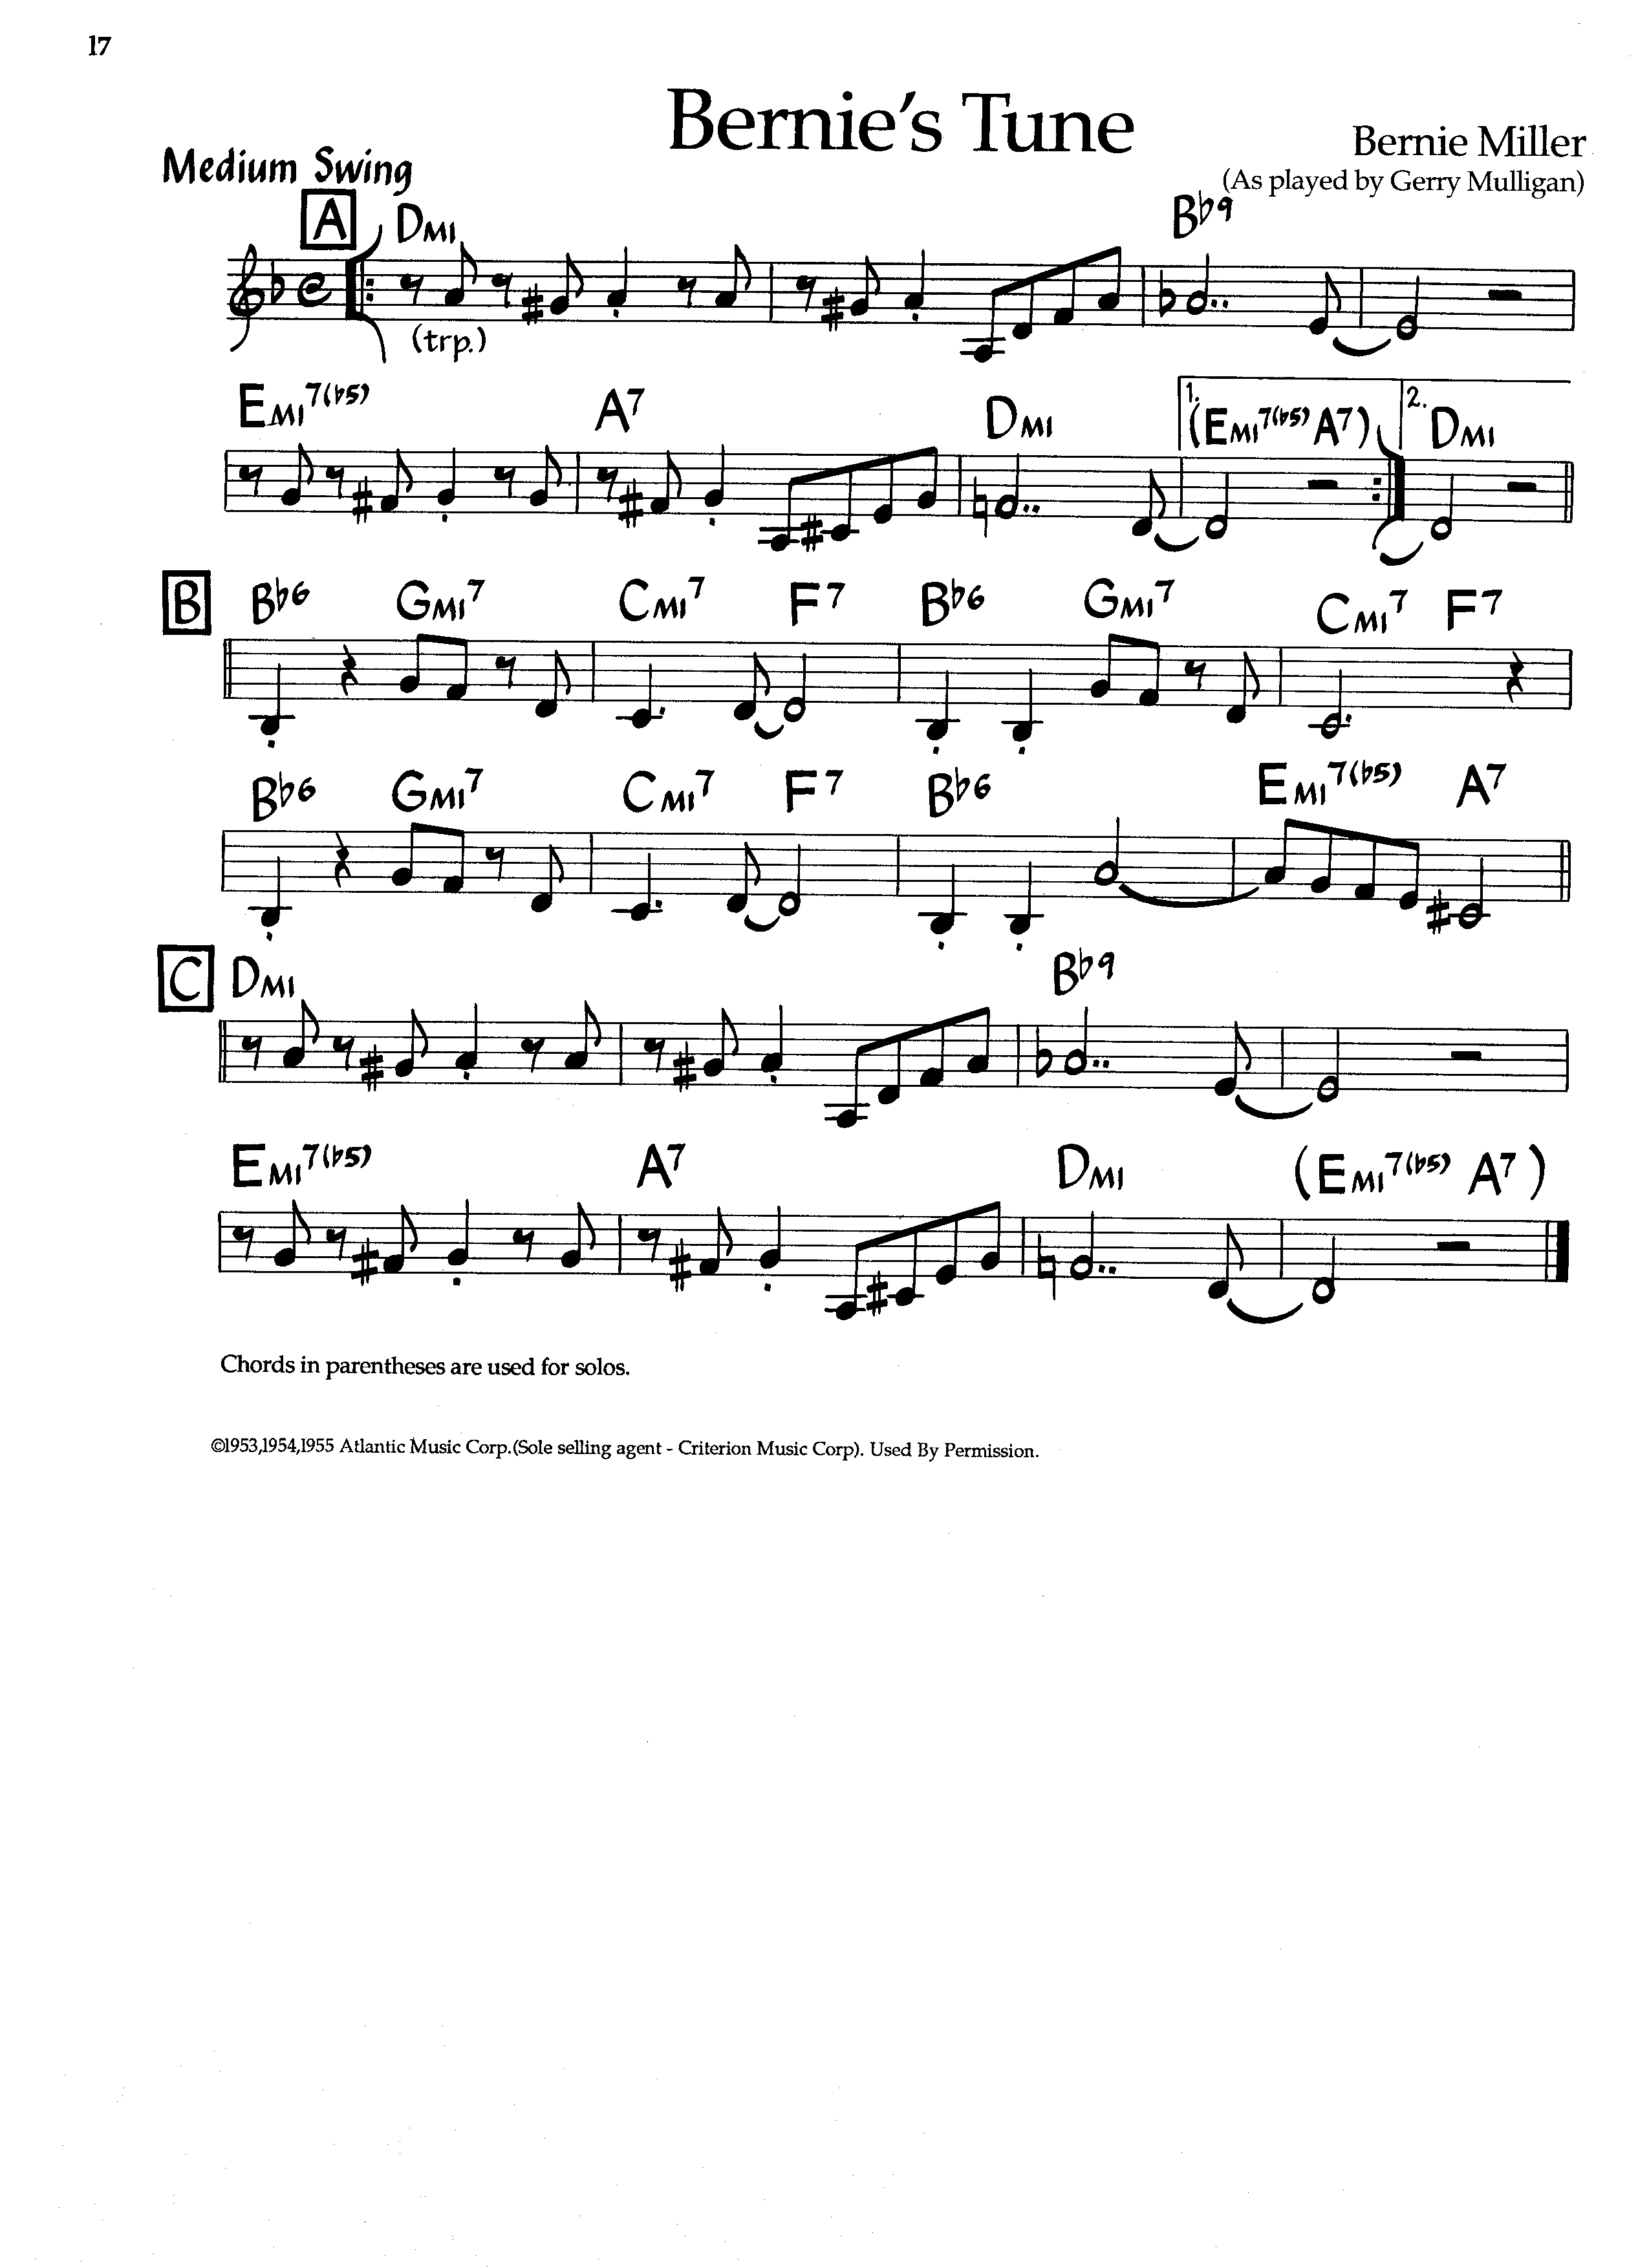 17
Bernie's Tune
Bernie Miller
Medium Swing
(As played by Gerry Mulligan)
A DMI B♭9
(trp.)
EMI7(♭5) A7 DMI 1. (EMI7(♭5) A7) 2. DMI
B B♭6 GMI7 CMI7 F7 B♭6 GMI7 CMI7 F7
B♭6 GMI7 CMI7 F7 B♭6 EMI7(♭5) A7
C DMI B♭9
EMI7(♭5) A7 DMI (EMI7(♭5) A7)
Chords in parentheses are used for solos.
©1953,1954,1955 Atlantic Music Corp.(Sole selling agent - Criterion Music Corp). Used By Permission.